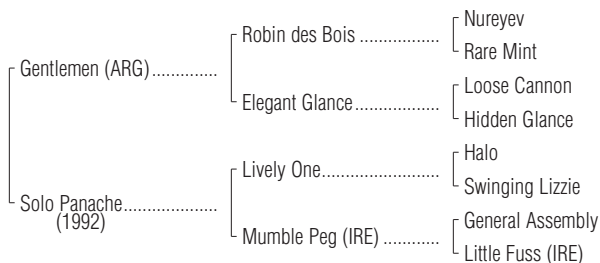 Nureyev
Robin des Bois ..................
Rare Mint
Gentlemen (ARG)..............
Loose Cannon
Elegant Glance...................
Hidden Glance
Halo
Lively One..........................
Swinging Lizzie
Solo Panache.....................
(1992)
General Assembly
Mumble Peg (IRE) ............
Little Fuss (IRE)